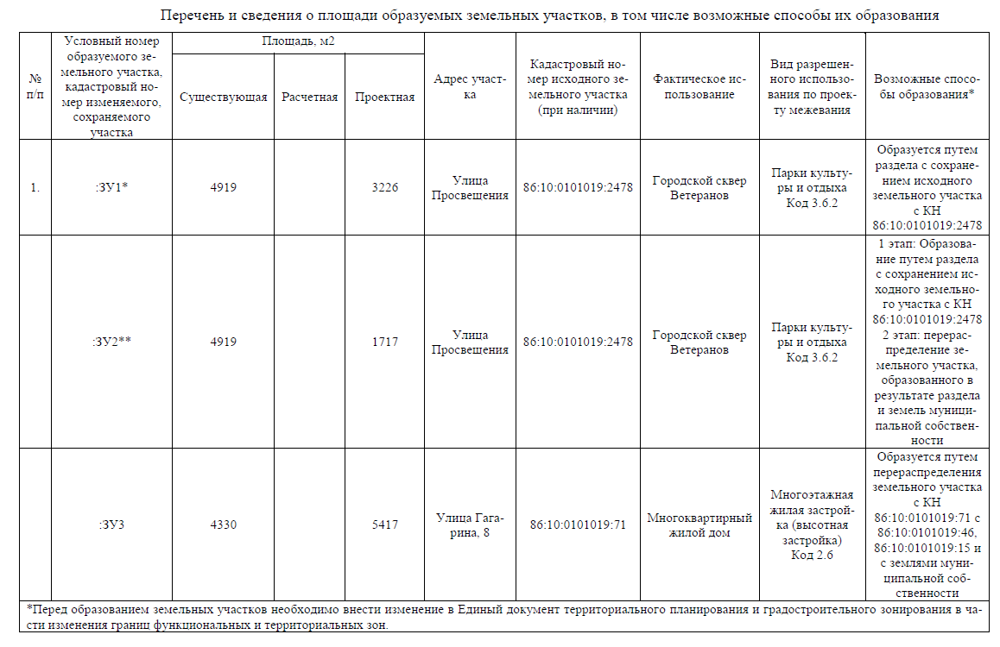 Перечень и сведения о площади образуемых земельных участков, в том числе возможные способы их образования
№
п/п
Условный номер
образуемого зе-
мельного участка,
кадастровый но-
мер изменяемого,
сохраняемого
участка
Площадь, м2
Существующая
Расчетная
Проектная
Адрес участ-
ка
Кадастровый но-
мер исходного зе-
мельного участка
(при наличии)
Фактическое ис-
пользование
Вид разрешен-
ного использо-
вания по проек-
ту межевания
Возможные спосо-
бы образования*
1.
:ЗУ1*
4919
3226
Улица
Просвещения
86:10:0101019:2478
Городской сквер
Ветеранов
Парки культу-
ры и отдыха
Код 3.6.2
Образуется путем
раздела с сохране-
нием исходного
земельного участка
с КН
86:10:0101019:2478
:ЗУ2**
4919
1717
Улица
Просвещения
86:10:0101019:2478
Городской сквер
Ветеранов
Парки культу-
ры и отдыха
Код 3.6.2
1 этап: Образова-
ние путем раздела
с сохранением ис-
ходного земельно-
го участка с КН
86:10:0101019:2478
2 этап: перерас-
пределение зе-
мельного участка,
образованного в
результате раздела
и земель муници-
пальной собствен-
ности
:ЗУ3
4330
5417
Улица Гага-
рина, 8
86:10:0101019:71
Многоквартирный
жилой дом
Многоэтажная
жилая застрой-
ка (высотная
застройка)
Код 2.6
Образуется путем
перераспределения
земельного участка
с КН
86:10:0101019:71 с
86:10:0101019:46,
86:10:0101019:15 и
с землями муни-
ципальной соб-
ственности
*Перед образованием земельных участков необходимо внести изменение в Единый документ территориального планирования и градостроительного зонирования в ча-
сти изменения границ функциональных и территориальных зон.